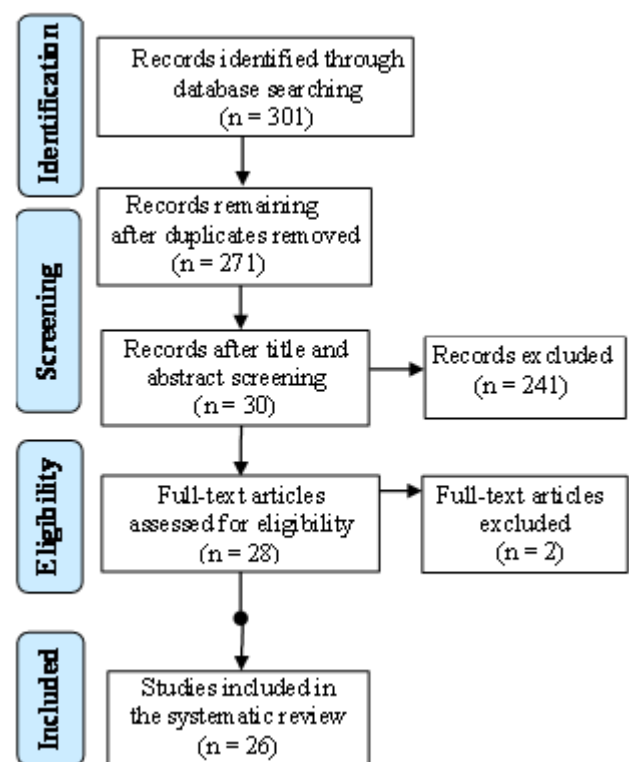 Identification
Records identified through
database searching
(n = 301)
Screening
Records remaining
after duplicates removed
(n = 271)
Records after title and
abstract screening
(n = 30)
Records excluded
(n = 241)
Eligibility
Full-text articles
assessed for eligibility
(n = 28)
Full-text articles
excluded
(n = 2)
Included
Studies included in
the systematic review
(n = 26)